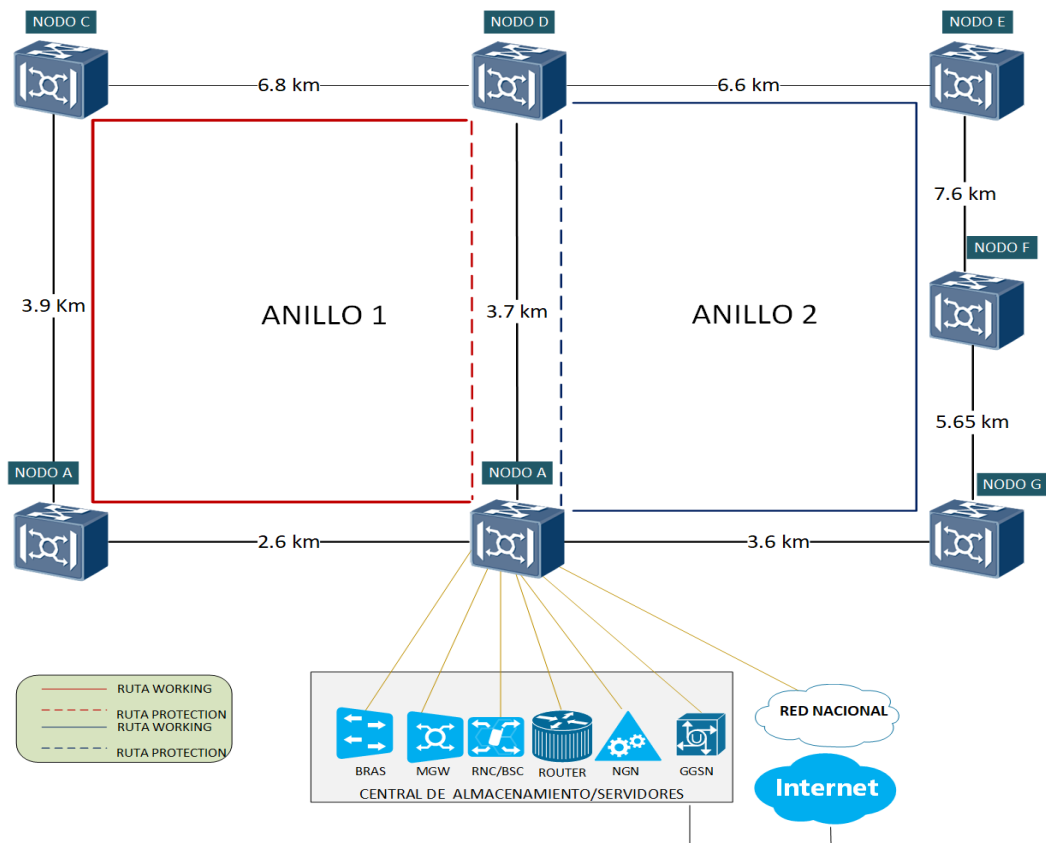 NODO C
NODO D
NODO E
6.8 km
6.6 km
7.6 km
NODO F
3.9 Km
ANILLO 1
3.7 km
ANILLO 2
5.65 km
NODO A
NODO A
NODO G
2.6 km
3.6 km
RUTA WORKING
RUTA PROTECTION
RUTA WORKING
RUTA PROTECTION
RED NACIONAL
BRAS
MGW
RNC/BSC
ROUTER
NGN
GGSN
Internet
CENTRAL DE ALMACENAMIENTO/SERVIDORES